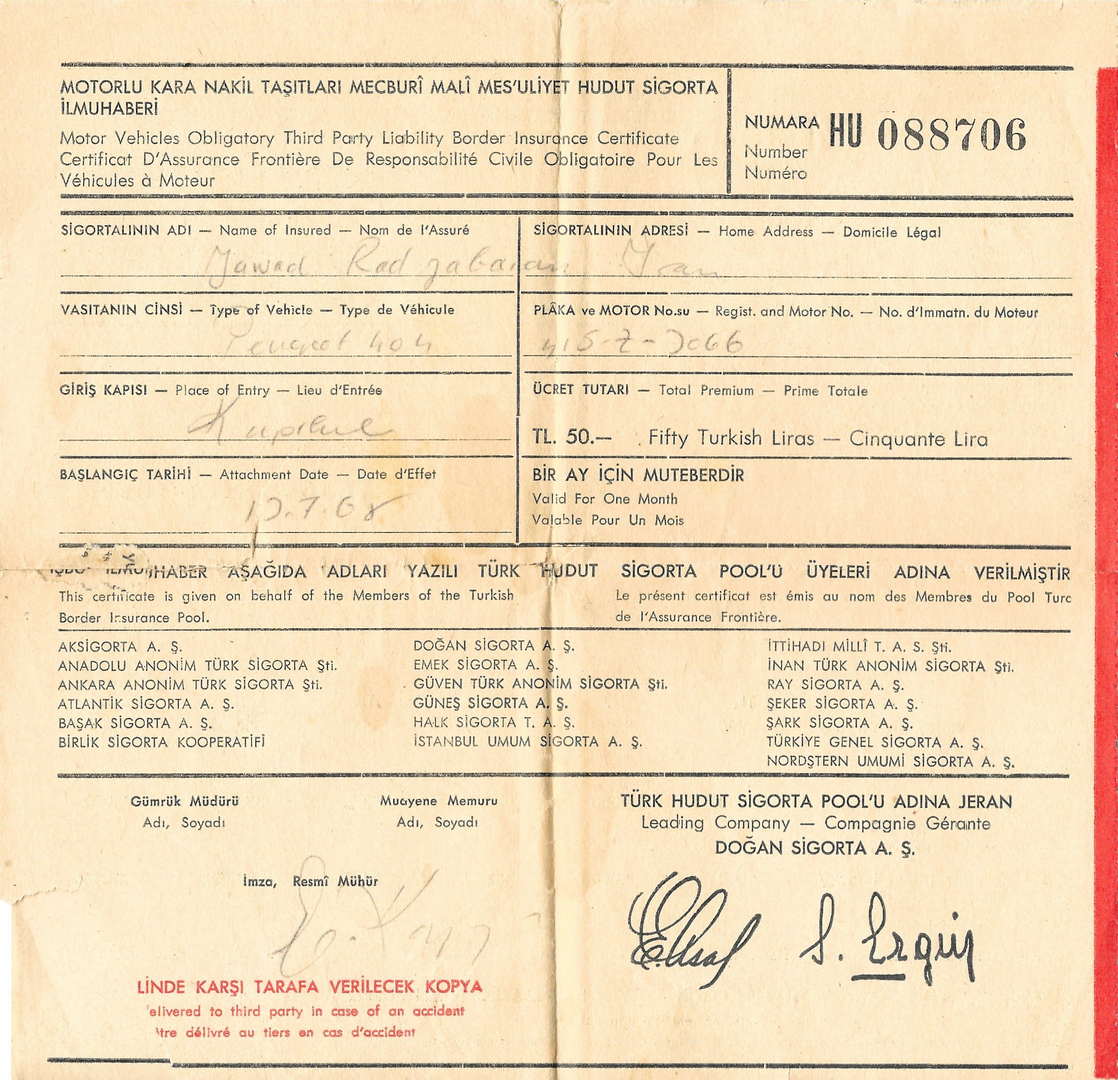 MOTORLU KARA NAKİL TAŞITLARI MECBURÎ MALÎ MES'ULİYET HUDUT SİGORTA
İLMUHABERİ
Motor Vehicles Obligatory Third Party Liability Border Insurance Certificate
Certificat D'Assurance Frontière De Responsabilité Civile Obligatoire Pour Les
Véhicules à Moteur
NUMARA HU 088706
Number
Numéro
SİGORTALININ ADI — Name of Insured — Nom de l'Assuré
Jawad Radjabaian
SİGORTALININ ADRESİ — Home Address — Domicile Légal
Iran
VASITANIN CİNSİ — Type of Vehicle — Type de Véhicule
Peugeot 404
PLÂKA ve MOTOR No.su — Regist. and Motor No. — No. d'Immatn. du Moteur
415-Z-
GİRİŞ KAPISI — Place of Entry — Lieu d'Entrée
ÜCRET TUTARI — Total Premium — Prime Totale
TL. 50.— Fifty Turkish Liras — Cinquante Lira
BAŞLANGIÇ TARİHİ — Attachment Date — Date d'Effet
.7.68
BİR AY İÇİN MUTEBERDİR
Valid For One Month
Valable Pour Un Mois
İŞBU İLMUHABER AŞAĞIDA ADLARI YAZILI TÜRK HUDUT SİGORTA POOL'U ÜYELERİ ADINA VERİLMİŞTİR
This certificate is given on behalf of the Members of the Turkish
Border Insurance Pool.
Le présent certificat est émis au nom des Membres du Pool Turc
de l'Assurance Frontière.
AKSİGORTA A. Ş.
ANADOLU ANONİM TÜRK SİGORTA Şti.
ANKARA ANONİM TÜRK SİGORTA Şti.
ATLANTİK SİGORTA A. Ş.
BAŞAK SİGORTA A. Ş.
BİRLİK SİGORTA KOOPERATİFİ
DOĞAN SİGORTA A. Ş.
EMEK SİGORTA A. Ş.
GÜVEN TÜRK ANONİM SİGORTA Şti.
GÜNEŞ SİGORTA A. Ş.
HALK SİGORTA T. A. Ş.
İSTANBUL UMUM SİGORTA A. Ş.
İTTİHADI MİLLÎ T. A. S. Şti.
İNAN TÜRK ANONİM SİGORTA Şti.
RAY SİGORTA A. Ş.
ŞEKER SİGORTA A. Ş.
ŞARK SİGORTA A. Ş.
TÜRKİYE GENEL SİGORTA A. Ş.
NORDŞTERN UMUMİ SİGORTA A. Ş.
Gümrük Müdürü
Adı, Soyadı
Muayene Memuru
Adı, Soyadı
İmza, Resmî Mühür
TÜRK HUDUT SİGORTA POOL'U ADINA JERAN
Leading Company — Compagnie Gérante
DOĞAN SİGORTA A. Ş.
S. Ergün
LİNDE KARŞI TARAFA VERİLECEK KOPYA
elivered to third party in case of an accident
tre délivré au tiers en cas d'accident